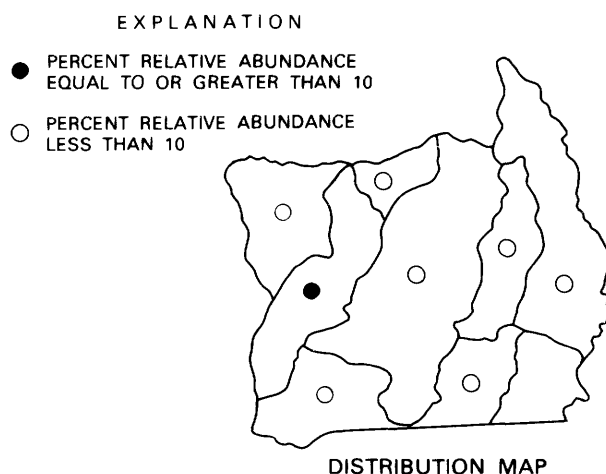 EXPLANATION
PERCENT RELATIVE ABUNDANCE
EQUAL TO OR GREATER THAN 10
PERCENT RELATIVE ABUNDANCE
LESS THAN 10
DISTRIBUTION MAP